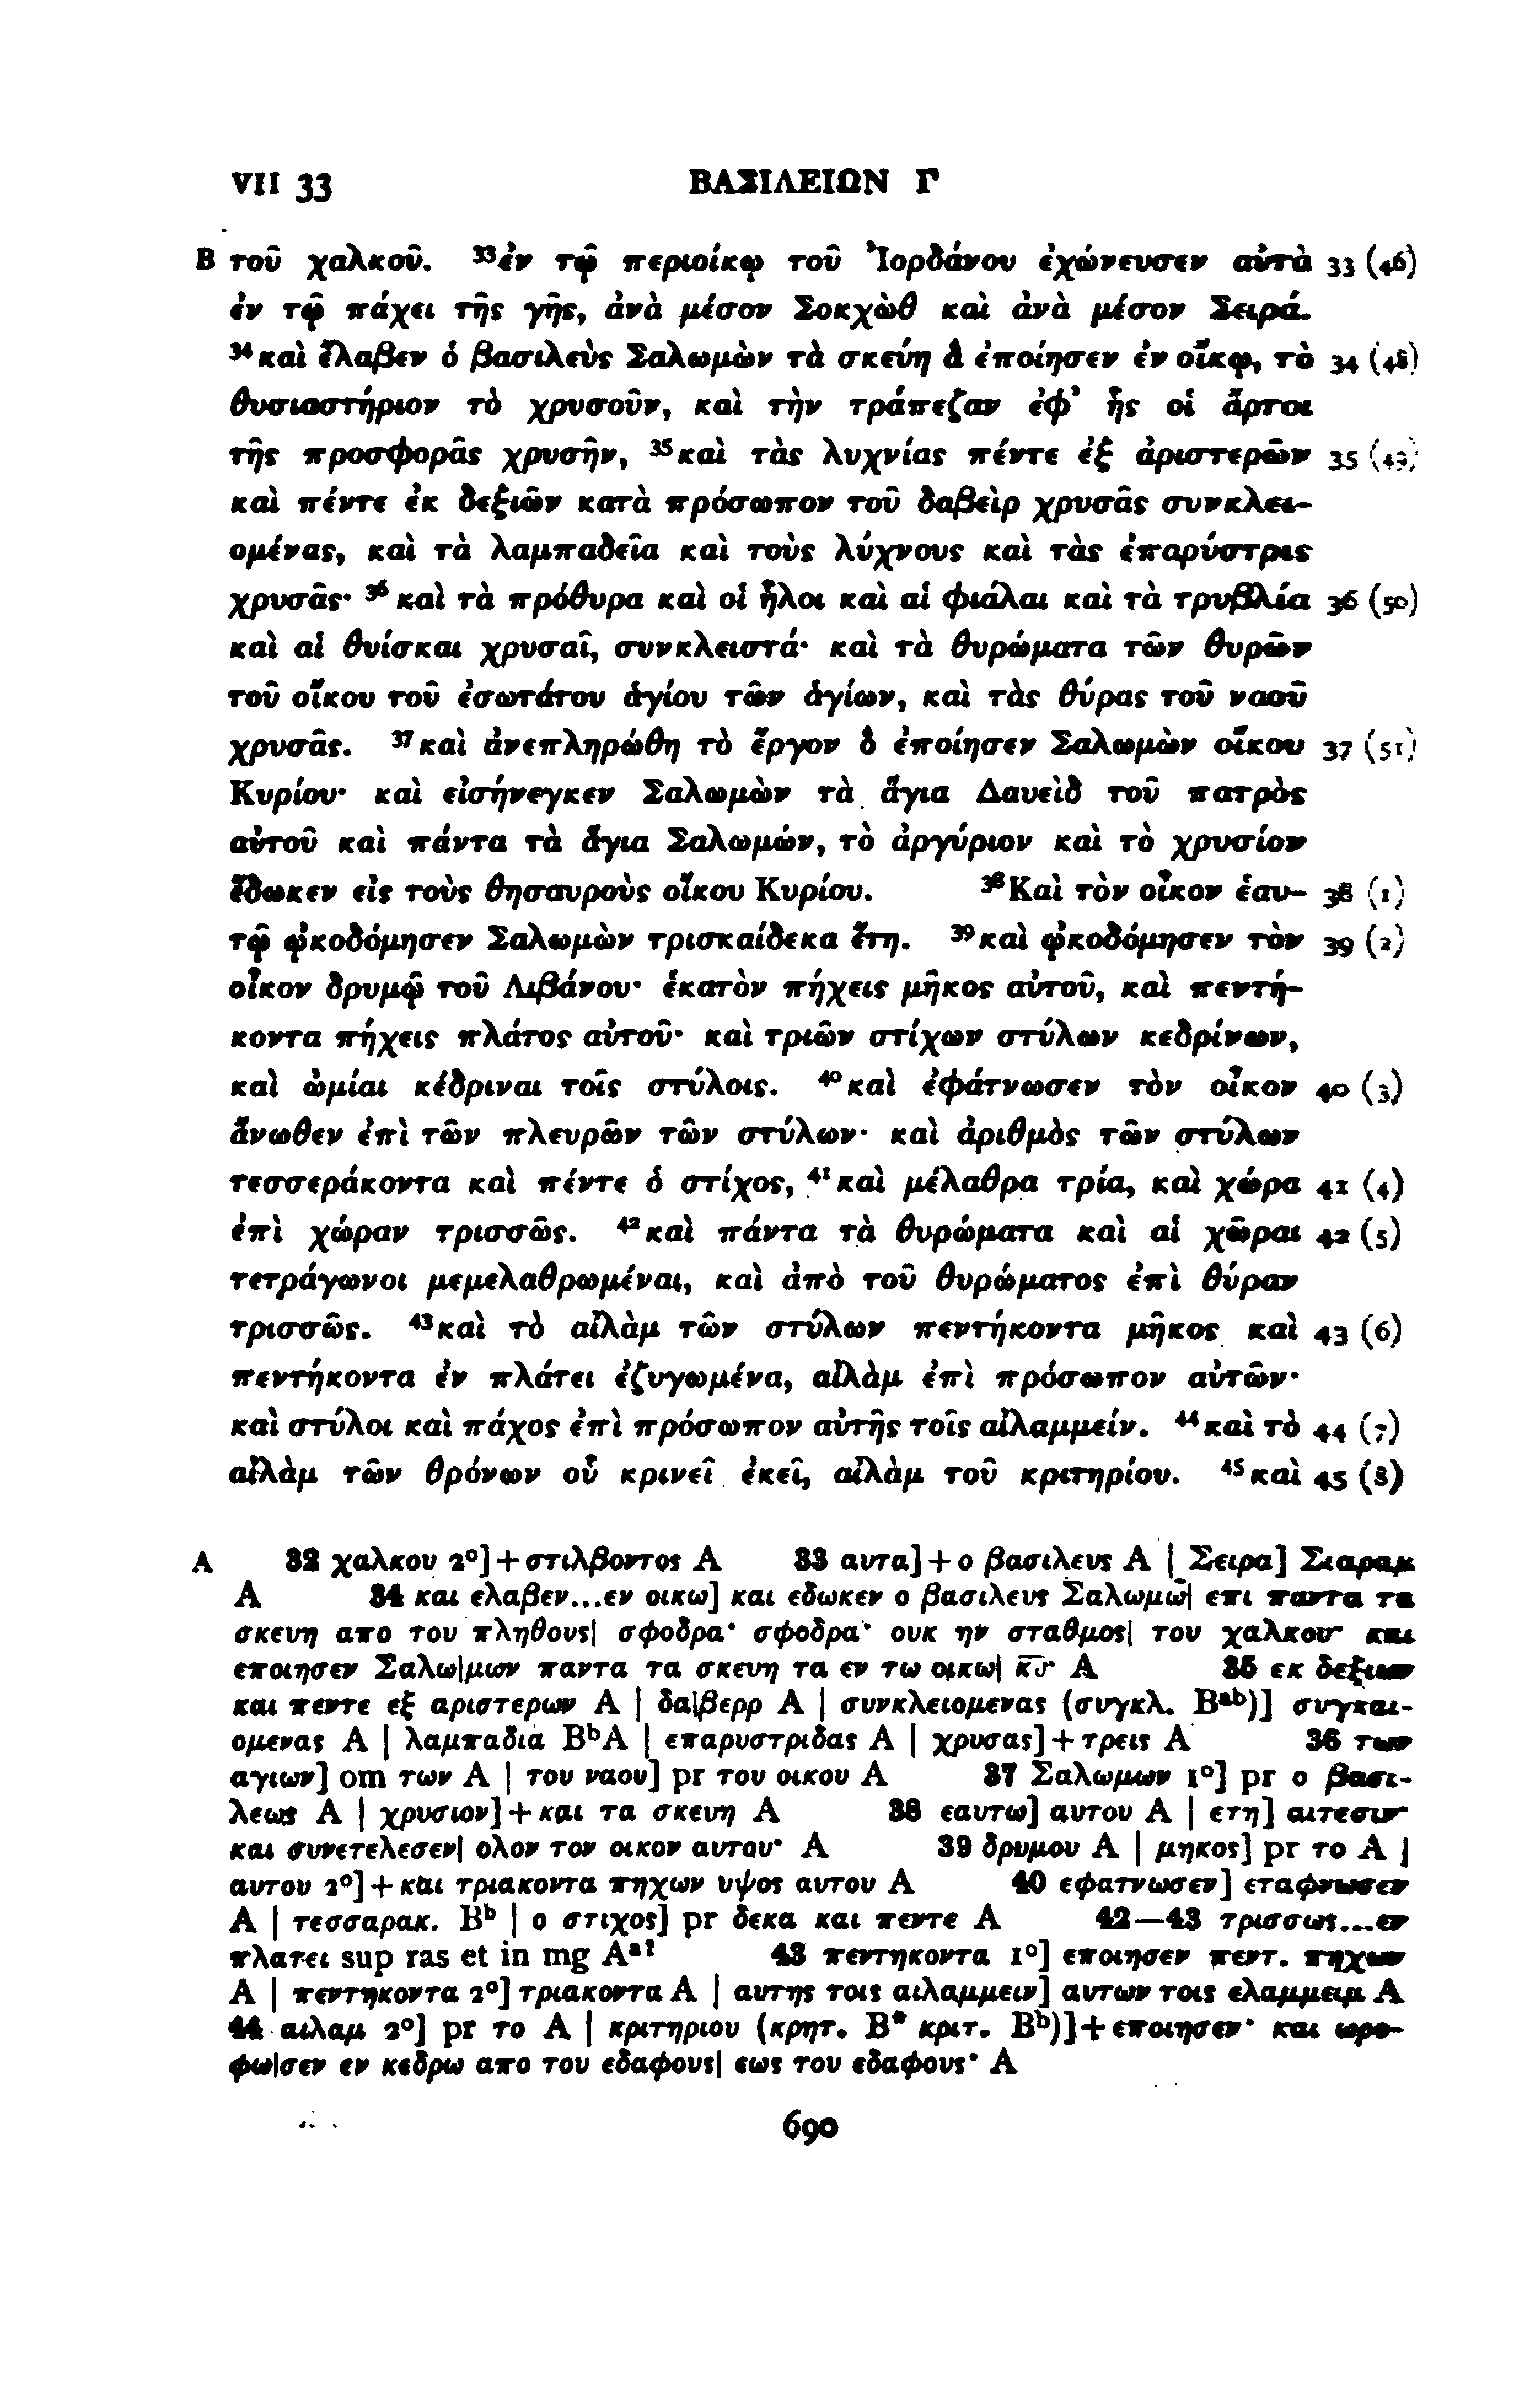 VII 33 ΒΑΣΙΛΕΙΩΝ Γ
B τοῦ χαλκοῦ. ³³ἐν τῷ περιοίκῳ τοῦ Ἰορδάνου ἐχώνευσεν αὐτὰ 33 (46)
ἐν τῷ πάχει τῆς γῆς, ἀνὰ μέσον Σοκχὼθ καὶ ἀνὰ μέσον Σειρά.
³⁴καὶ ἔλαβεν ὁ βασιλεὺς Σαλωμὼν τὰ σκεύη ἃ ἐποίησεν ἐν οἴκῳ, τὸ 34 (48)
θυσιαστήριον τὸ χρυσοῦν, καὶ τὴν τράπεζαν ἐφ᾽ ἧς οἱ ἄρτοι
τῆς προσφορᾶς χρυσῆν, ³⁵καὶ τὰς λυχνίας πέντε ἐξ ἀριστερῶν 35 (49)
καὶ πέντε ἐκ δεξιῶν κατὰ πρόσωπον τοῦ δαβεὶρ χρυσᾶς συνκλει-
ομένας, καὶ τὰ λαμπαδεῖα καὶ τοὺς λύχνους καὶ τὰς ἐπαρύστρις
χρυσᾶς· ³⁶καὶ τὰ πρόθυρα καὶ οἱ ἧλοι καὶ αἱ φιάλαι καὶ τὰ τρυβλία 36 (50)
καὶ αἱ θυίσκαι χρυσαῖ, συνκλειστά· καὶ τὰ θυρώματα τῶν θυρῶν
τοῦ οἴκου τοῦ ἐσωτάτου ἁγίου τῶν ἁγίων, καὶ τὰς θύρας τοῦ ναοῦ
χρυσᾶς. ³⁷καὶ ἀνεπληρώθη τὸ ἔργον ὃ ἐποίησεν Σαλωμὼν οἴκου 37 (51)
Κυρίου· καὶ εἰσήνεγκεν Σαλωμὼν τὰ ἅγια Δαυεὶδ τοῦ πατρὸς
αὐτοῦ καὶ πάντα τὰ ἅγια Σαλωμών, τὸ ἀργύριον καὶ τὸ χρυσίον
ἔδωκεν εἰς τοὺς θησαυροὺς οἴκου Κυρίου. ³⁸Καὶ τὸν οἶκον ἑαυ- 38 (1)
τῷ ᾠκοδόμησεν Σαλωμὼν τρισκαίδεκα ἔτη. ³⁹καὶ ᾠκοδόμησεν τὸν 39 (2)
οἶκον δρυμῷ τοῦ Λιβάνου· ἑκατὸν πήχεις μῆκος αὐτοῦ, καὶ πεντή-
κοντα πήχεις πλάτος αὐτοῦ· καὶ τριῶν στίχων στύλων κεδρίνων,
καὶ ὠμίαι κέδριναι τοῖς στύλοις. ⁴⁰καὶ ἐφάτνωσεν τὸν οἶκον 40 (3)
ἄνωθεν ἐπὶ τῶν πλευρῶν τῶν στύλων· καὶ ἀριθμὸς τῶν στύλων
τεσσεράκοντα καὶ πέντε ὁ στίχος, ⁴¹καὶ μέλαθρα τρία, καὶ χώρα 41 (4)
ἐπὶ χώραν τρισσῶς. ⁴²καὶ πάντα τὰ θυρώματα καὶ αἱ χῶραι 42 (5)
τετράγωνοι μεμελαθρωμέναι, καὶ ἀπὸ τοῦ θυρώματος ἐπὶ θύραν
τρισσῶς. ⁴³καὶ τὸ αἰλὰμ τῶν στύλων πεντήκοντα μῆκος καὶ 43 (6)
πεντήκοντα ἐν πλάτει ἐζυγωμένα, αἰλὰμ ἐπὶ πρόσωπον αὐτῶν·
καὶ στύλοι καὶ πάχος ἐπὶ πρόσωπον αὐτῆς τοῖς αἰλαμμείν. ⁴⁴καὶ τὸ 44 (7)
αἰλὰμ τῶν θρόνων οὗ κρινεῖ ἐκεῖ, αἰλὰμ τοῦ κριτηρίου. ⁴⁵καὶ 45 (8)
A 32 χαλκου 2°]+στιλβοντος A 33 αυτα]+ο βασιλευς A | Σειρα] Σιαραμ
A 34 και ελαβεν...εν οικω] και εδωκεν ο βασιλευς Σαλωμω̄| επι παντα τα
σκευη απο του πληθους| σφοδρα· σφοδρα· ουκ ην σταθμος| του χαλκου· και
εποιησεν Σαλω|μων παντα τα σκευη τα εν τω οικω| κ̅υ̅· A 35 εκ δεξιων
και πεντε εξ αριστερων A | δα|βερρ A | συνκλειομενας (συγκλ. Bᵃᵇ)] συγκαι-
ομενας A | λαμπαδια BᵇA | επαρυστριδας A | χρυσας]+τρεις A 36 των
αγιων] om των A | του ναου] pr του οικου A 37 Σαλωμων 1°] pr ο βασι-
λεως A | χρυσιον]+και τα σκευη A 38 εαυτω] αυτου A | ετη] αιτεσιν·
και συνετελεσεν| ολον τον οικον αυτου· A 39 δρυμου A | μηκος] pr το A |
αυτου 2°]+και τριακοντα πηχων υψος αυτου A 40 εφατνωσεν] εταφνωσεν
A | τεσσαρακ. Bᵇ | ο στιχος] pr δεκα και πεντε A 42—43 τρισσως...εν
πλατει sup ras et in mg Aᵃ? 43 πεντηκοντα 1°] εποιησεν πεντ. πηχων
A | πεντηκοντα 2°] τριακοντα A | αυτης τοις αιλαμμειν] αυτων τοις ελαμμειμ A
44 αιλαμ 2°] pr το A | κριτηριου (κρητ. B* κριτ. Bᵇ)]+εποιησεν· και ωρο-
φω|σεν εν κεδρω απο του εδαφους| εως του εδαφους· A
690